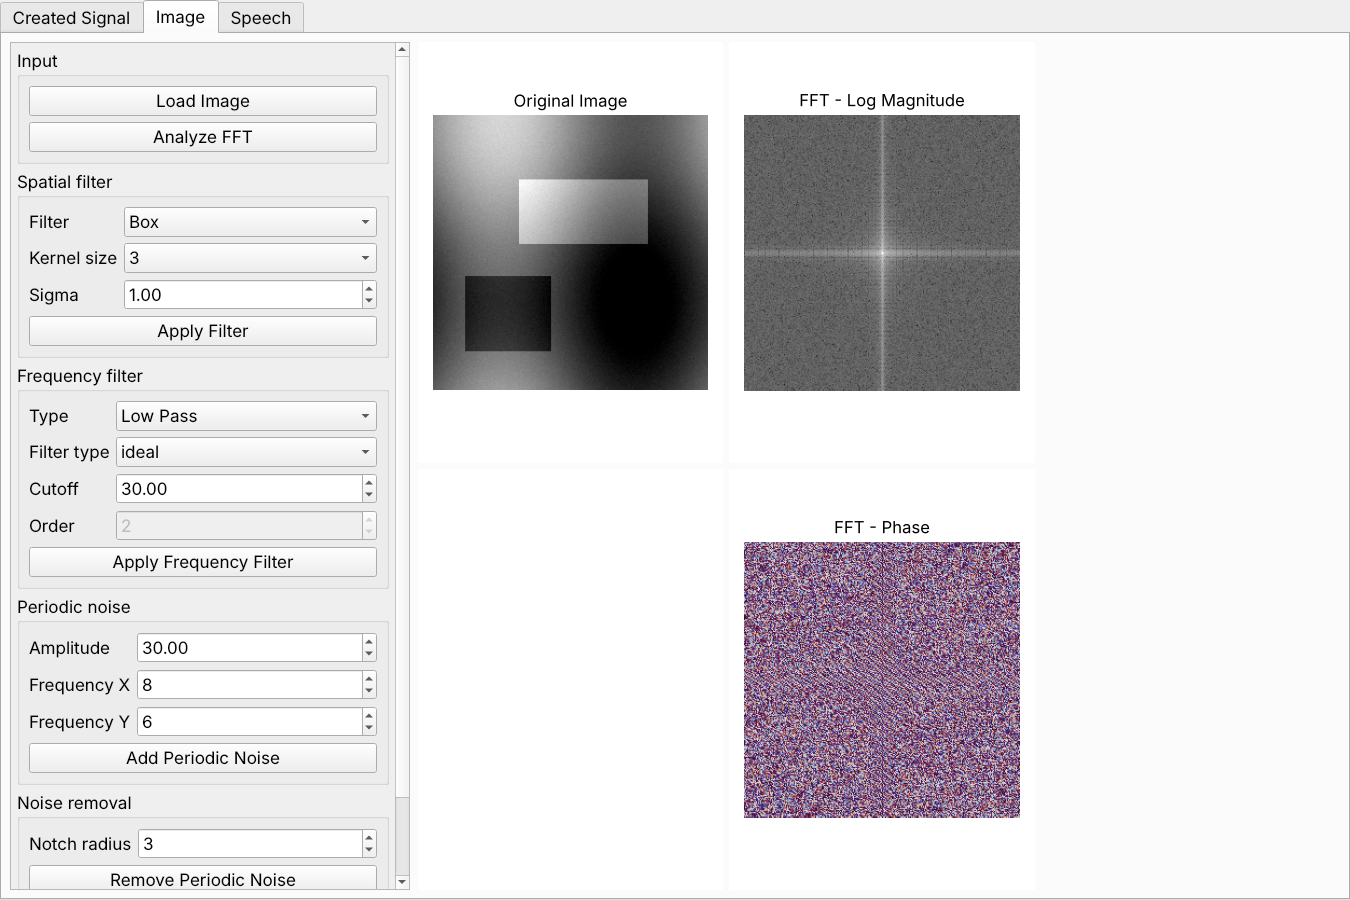 Created Signal
Image
Speech
Input
Load Image
Analyze FFT
Spatial filter
Filter Box
Kernel size 3
Sigma 1.00
Apply Filter
Frequency filter
Type Low Pass
Filter type ideal
Cutoff 30.00
Order 2
Apply Frequency Filter
Periodic noise
Amplitude 30.00
Frequency X 8
Frequency Y 6
Add Periodic Noise
Noise removal
Notch radius 3
Remove Periodic Noise
Original Image
FFT - Log Magnitude
FFT - Phase